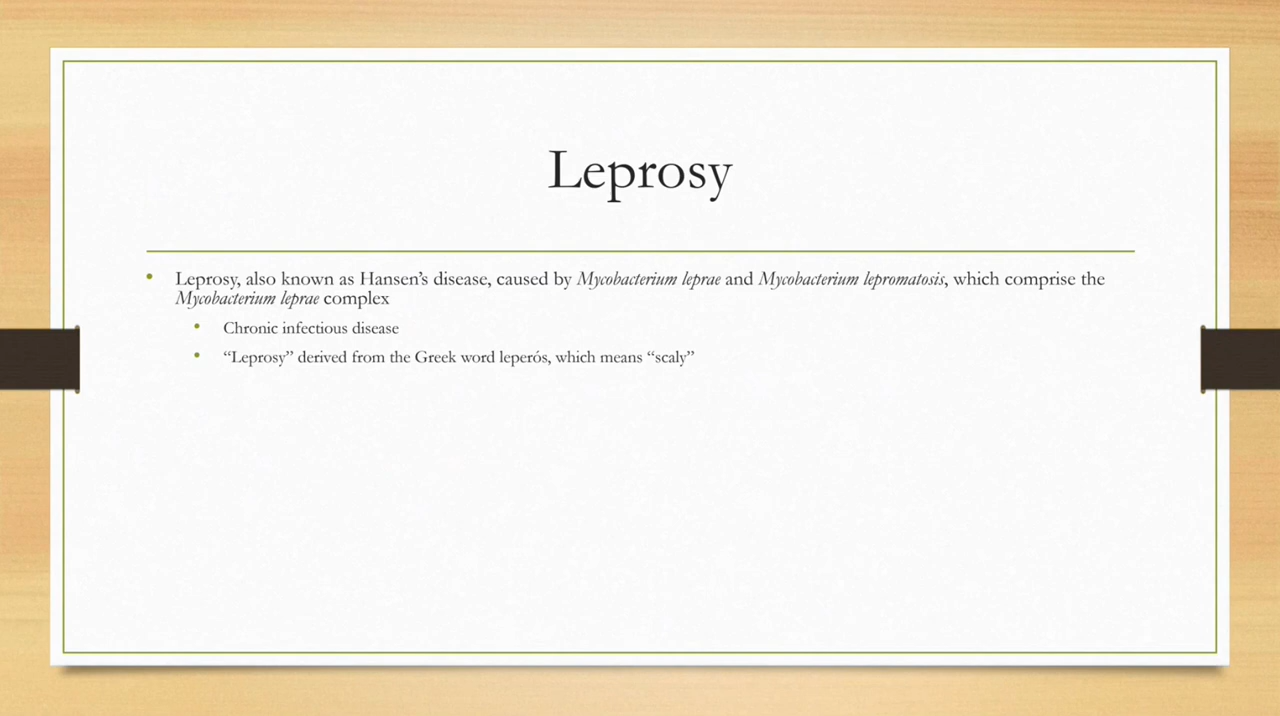 Leprosy
• Leprosy, also known as Hansen’s disease, caused by Mycobacterium leprae and Mycobacterium lepromatosis, which comprise the
Mycobacterium leprae complex
• Chronic infectious disease
• “Leprosy” derived from the Greek word leperós, which means “scaly”